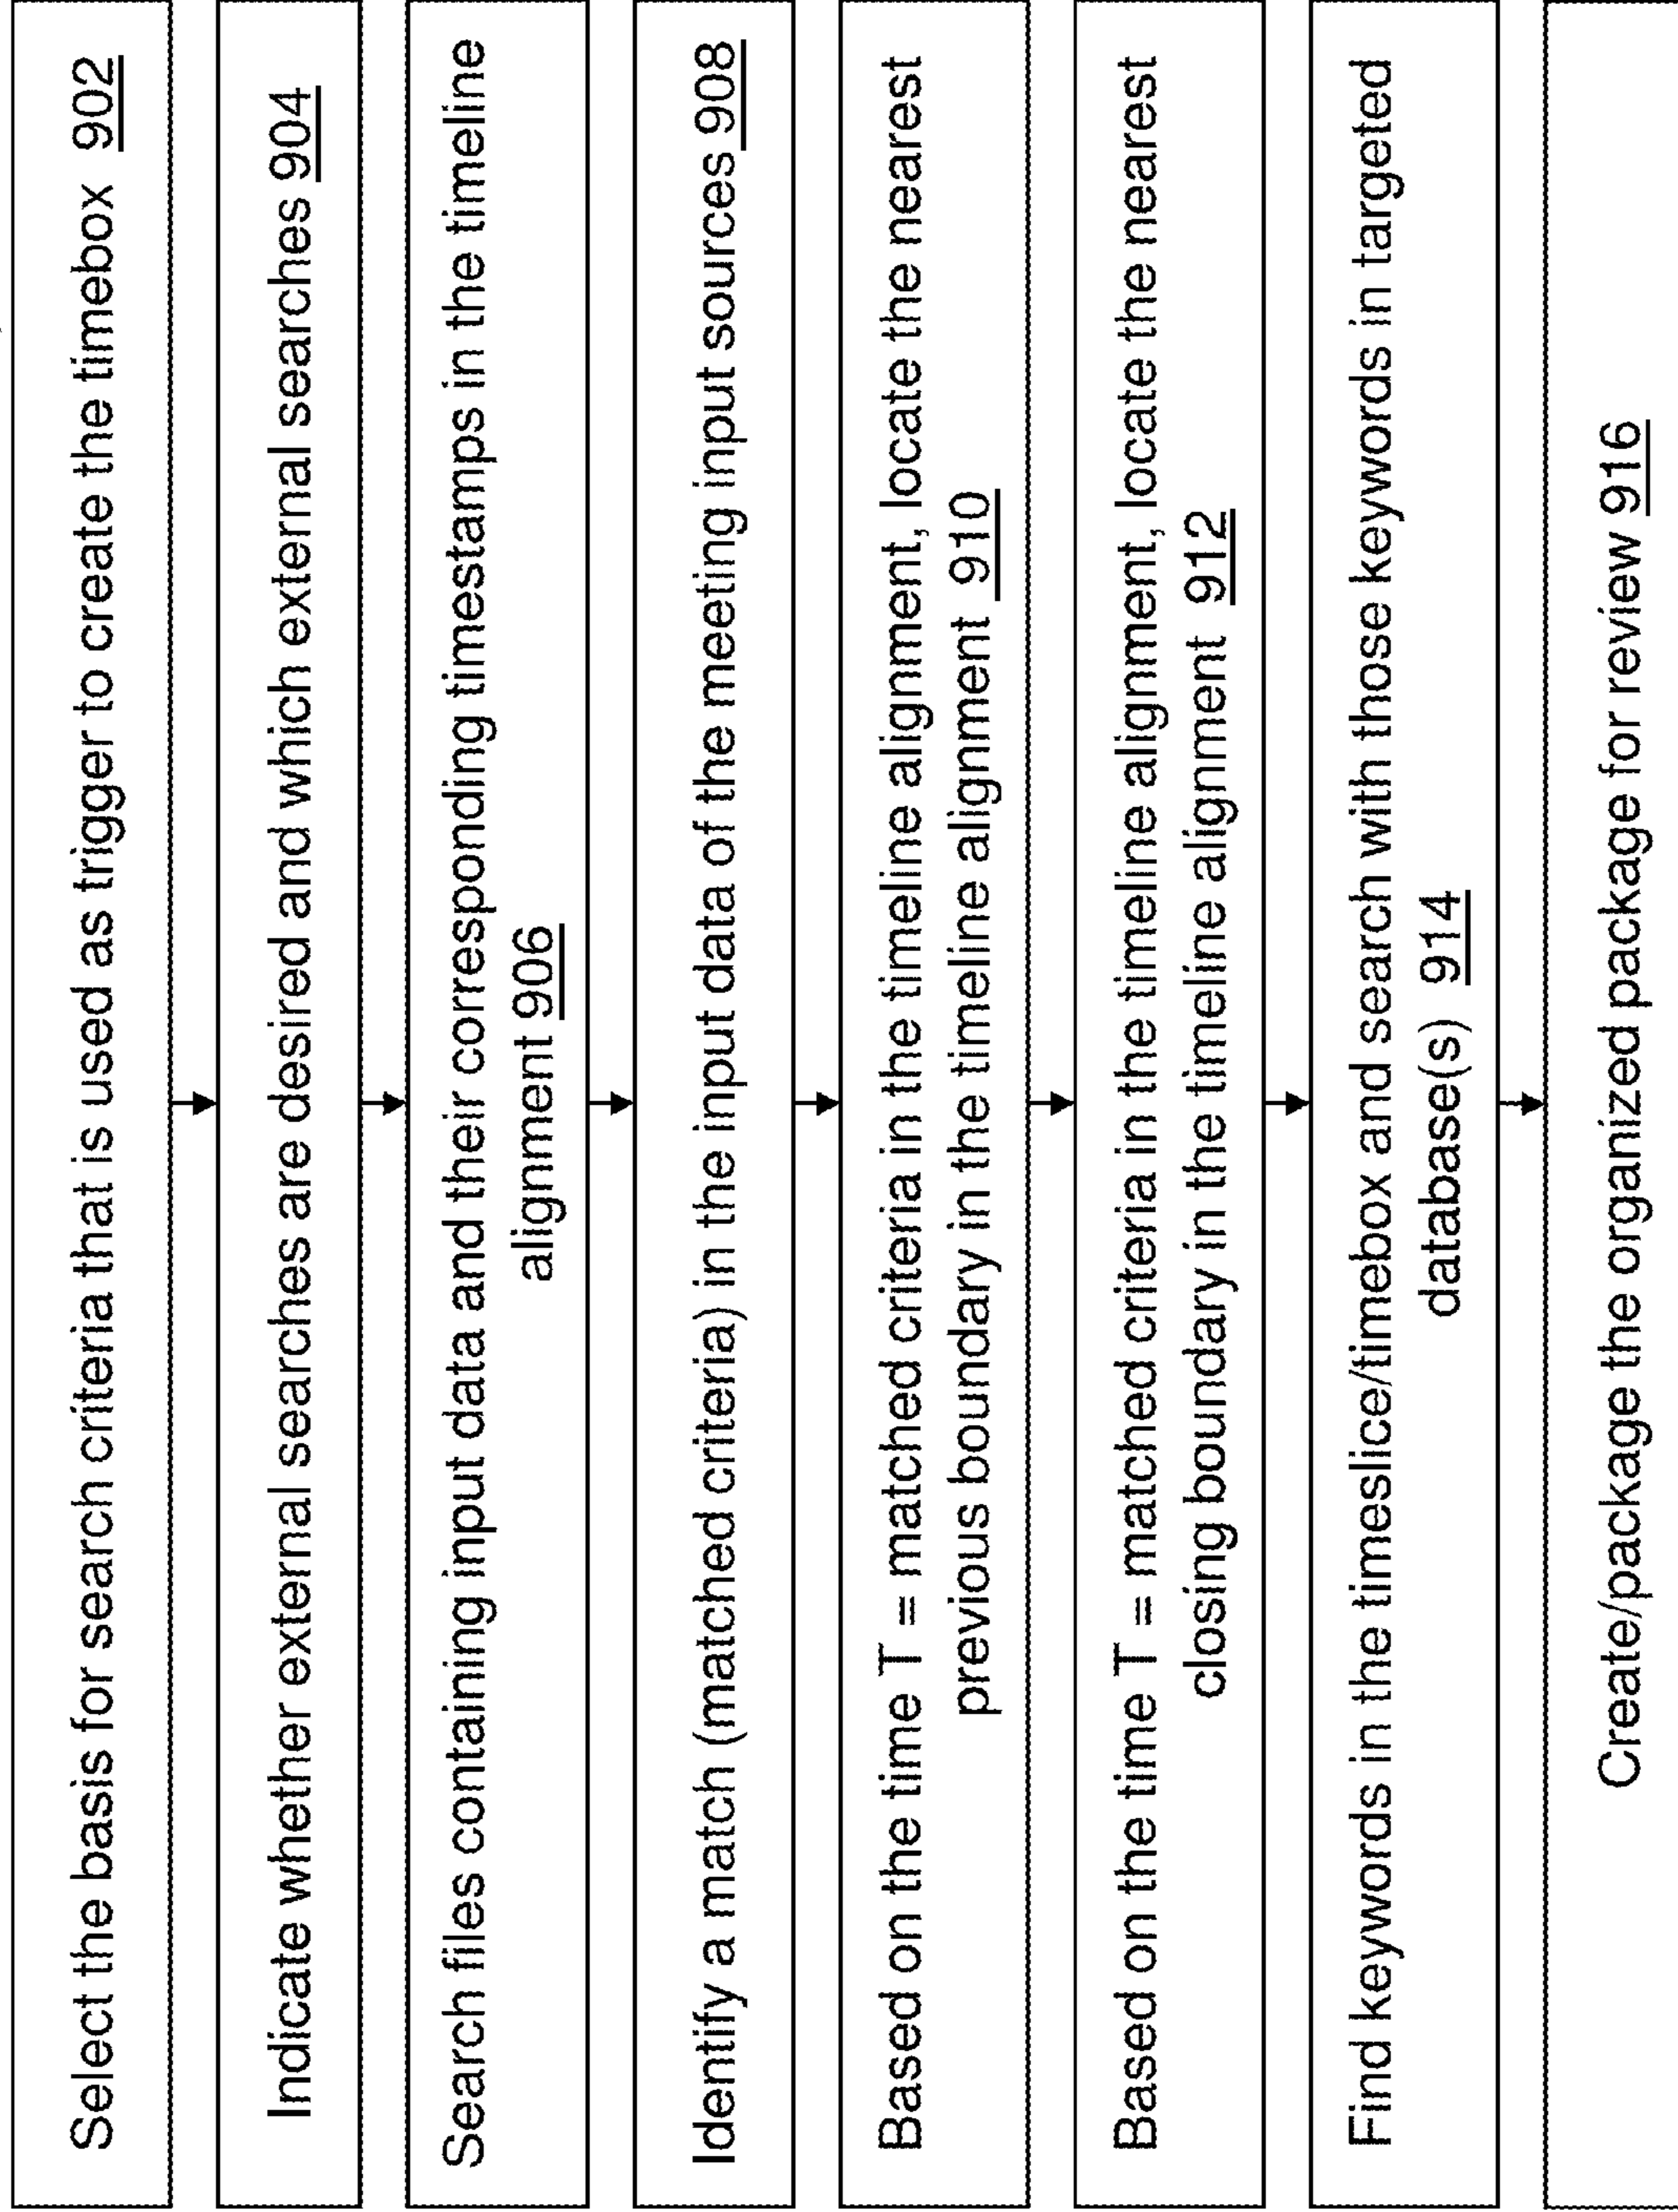 Select the basis for search criteria that is used as trigger to create the timebox 902
Indicate whether external searches are desired and which external searches 904
Search files containing input data and their corresponding timestamps in the timeline
alignment 906
Identify a match (matched criteria) in the input data of the meeting input sources 908
Based on the time T = matched criteria in the timeline alignment, locate the nearest
previous boundary in the timeline alignment 910
Based on the time T = matched criteria in the timeline alignment, locate the nearest
closing boundary in the timeline alignment 912
Find keywords in the timeslice/timebox and search with those keywords in targeted
database(s) 914
Create/package the organized package for review 916